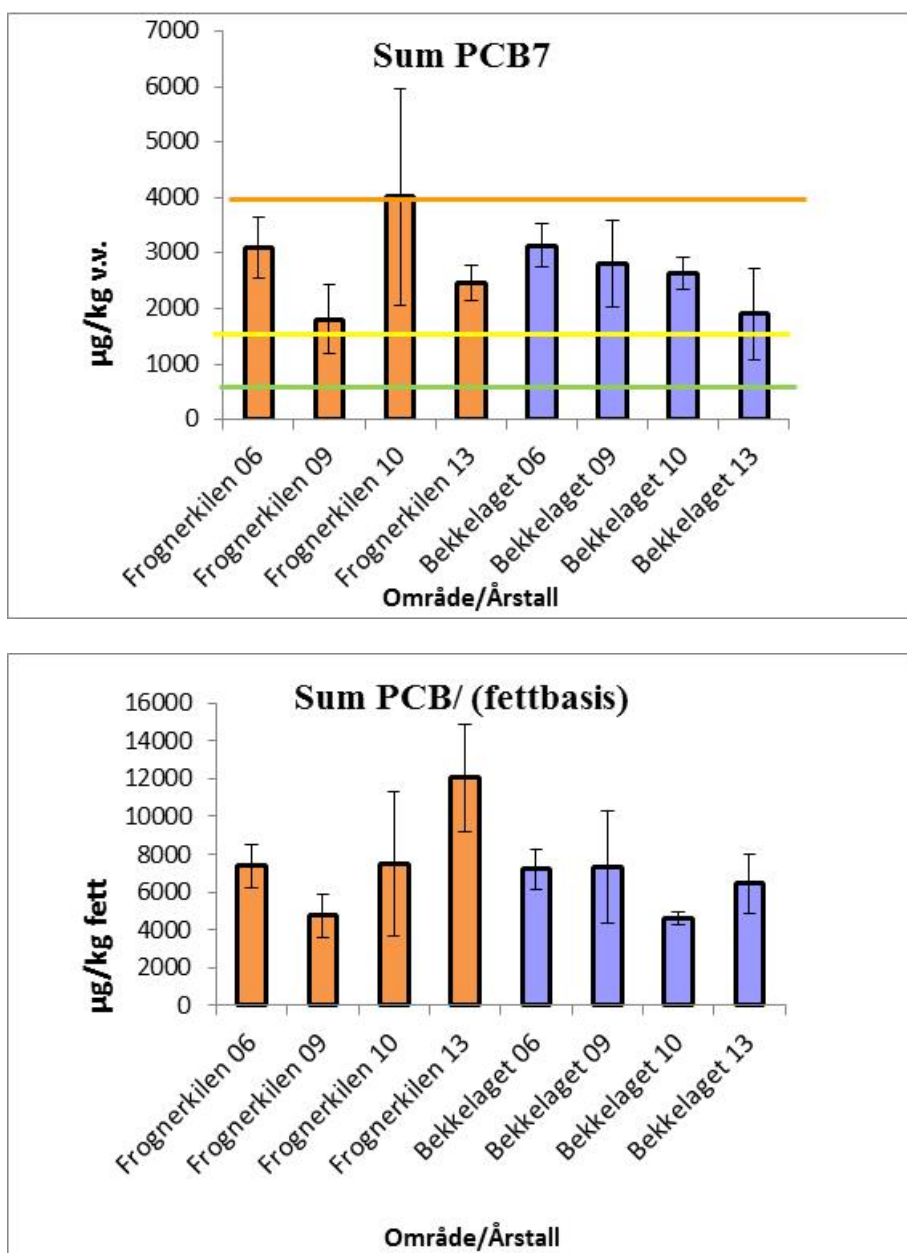 Sum PCB7
7000
6000
5000
4000
3000
2000
1000
0
µg/kg v.v.
Frognerkilen 06
Frognerkilen 09
Frognerkilen 10
Frognerkilen 13
Bekkelaget 06
Bekkelaget 09
Bekkelaget 10
Bekkelaget 13
Område/Årstall
Sum PCB/ (fettbasis)
16000
14000
12000
10000
8000
6000
4000
2000
0
µg/kg fett
Frognerkilen 06
Frognerkilen 09
Frognerkilen 10
Frognerkilen 13
Bekkelaget 06
Bekkelaget 09
Bekkelaget 10
Bekkelaget 13
Område/Årstall